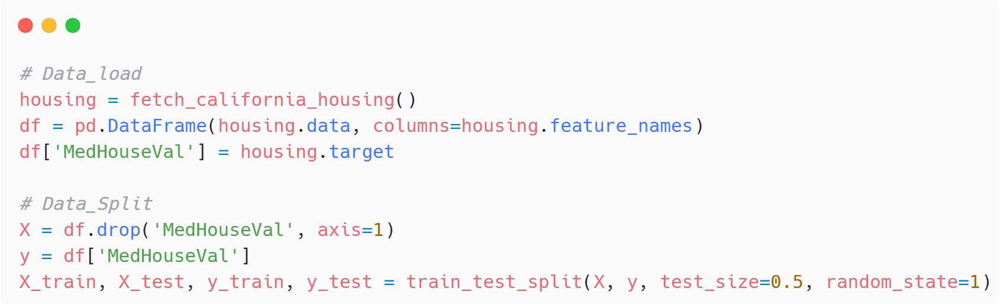 # Data_load
housing = fetch_california_housing()
df = pd.DataFrame(housing.data, columns=housing.feature_names)
df['MedHouseVal'] = housing.target
# Data_Split
X = df.drop('MedHouseVal', axis=1)
y = df['MedHouseVal']
X_train, X_test, y_train, y_test = train_test_split(X, y, test_size=0.5, random_state=1)